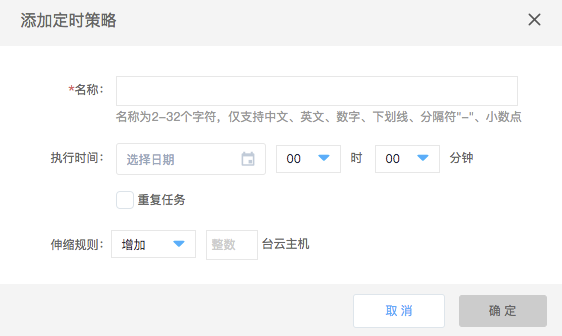 添加定时策略
*名称：
名称为2-32个字符，仅支持中文、英文、数字、下划线、分隔符"-"、小数点
执行时间： 选择日期 00 时 00 分钟
重复任务
伸缩规则： 增加 整数 台云主机
取消 确定